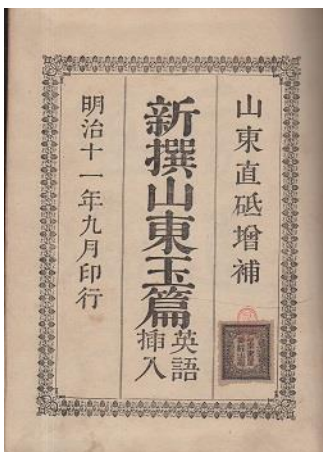 山東直砥增補
新撰山東玉篇
英語
挿入
明治十一年九月印行